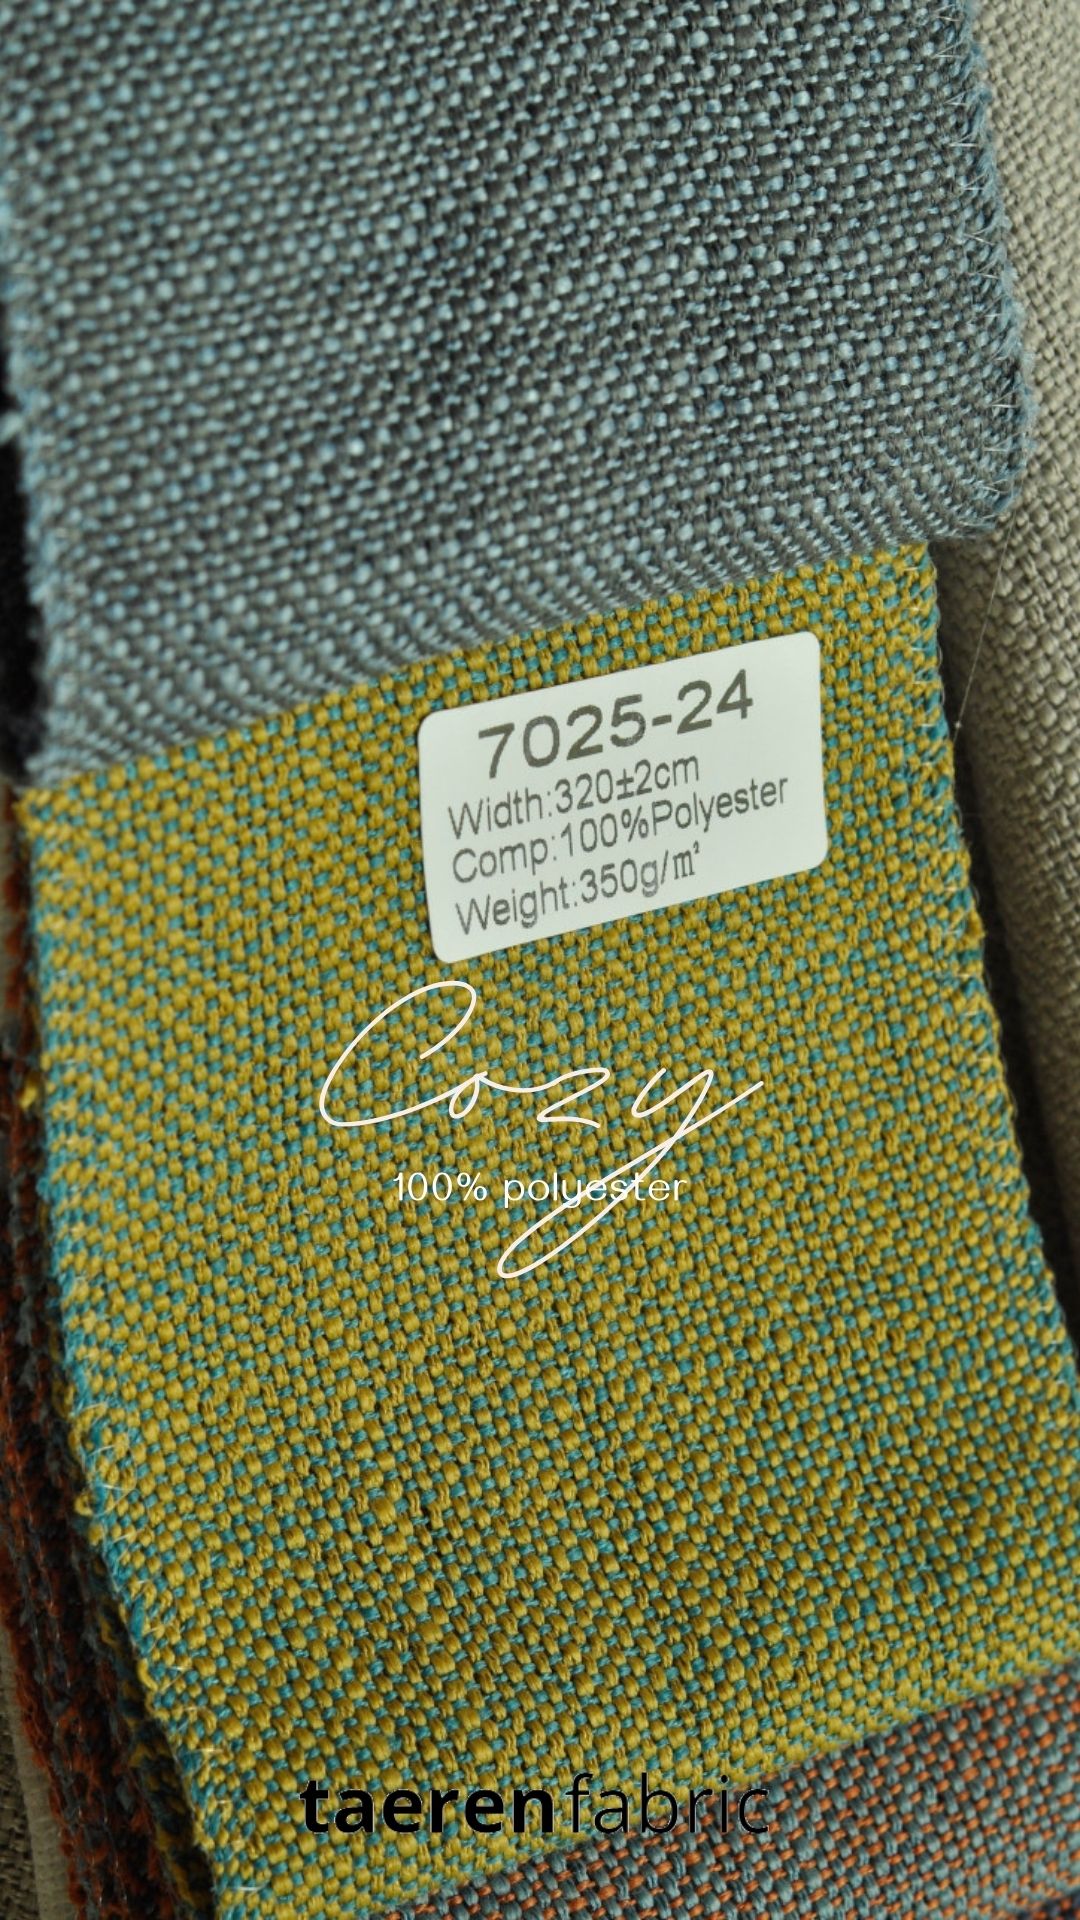 7025-24
Width:320±2cm
Comp:100%Polyester
Weight:350g/m²
Cozy
100% polyester
taerenfabric